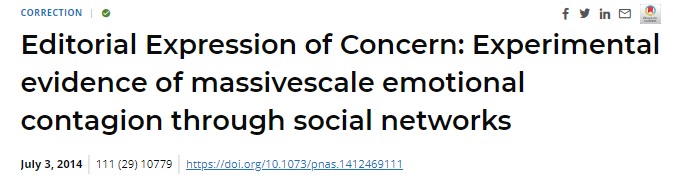 CORRECTION
Editorial Expression of Concern: Experimental
evidence of massivescale emotional
contagion through social networks
July 3, 2014 111 (29) 10779 https://doi.org/10.1073/pnas.1412469111